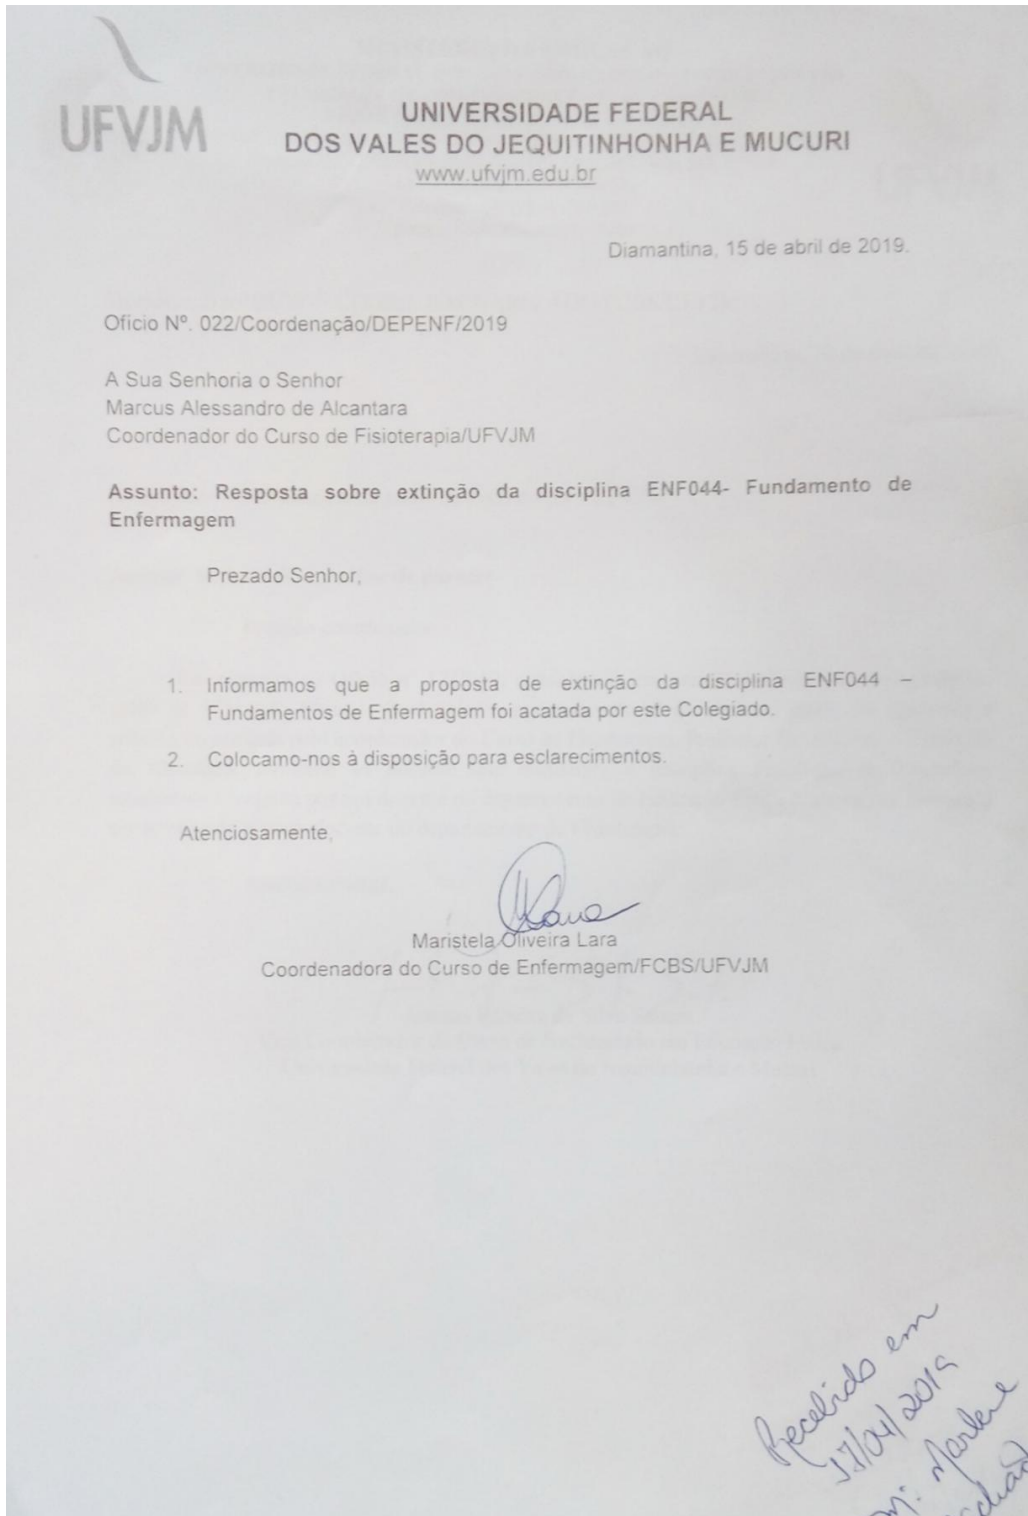 UFVJM
UNIVERSIDADE FEDERAL
DOS VALES DO JEQUITINHONHA E MUCURI
www.ufvjm.edu.br
Diamantina, 15 de abril de 2019.
Ofício Nº. 022/Coordenação/DEPENF/2019
A Sua Senhoria o Senhor
Marcus Alessandro de Alcantara
Coordenador do Curso de Fisioterapia/UFVJM
Assunto: Resposta sobre extinção da disciplina ENF044- Fundamento de
Enfermagem
Prezado Senhor,
1. Informamos que a proposta de extinção da disciplina ENF044 –
Fundamentos de Enfermagem foi acatada por este Colegiado.
2. Colocamo-nos à disposição para esclarecimentos.
Atenciosamente,
Maristela Oliveira Lara
Coordenadora do Curso de Enfermagem/FCBS/UFVJM
Recebido em
17/04/2019
Marlene